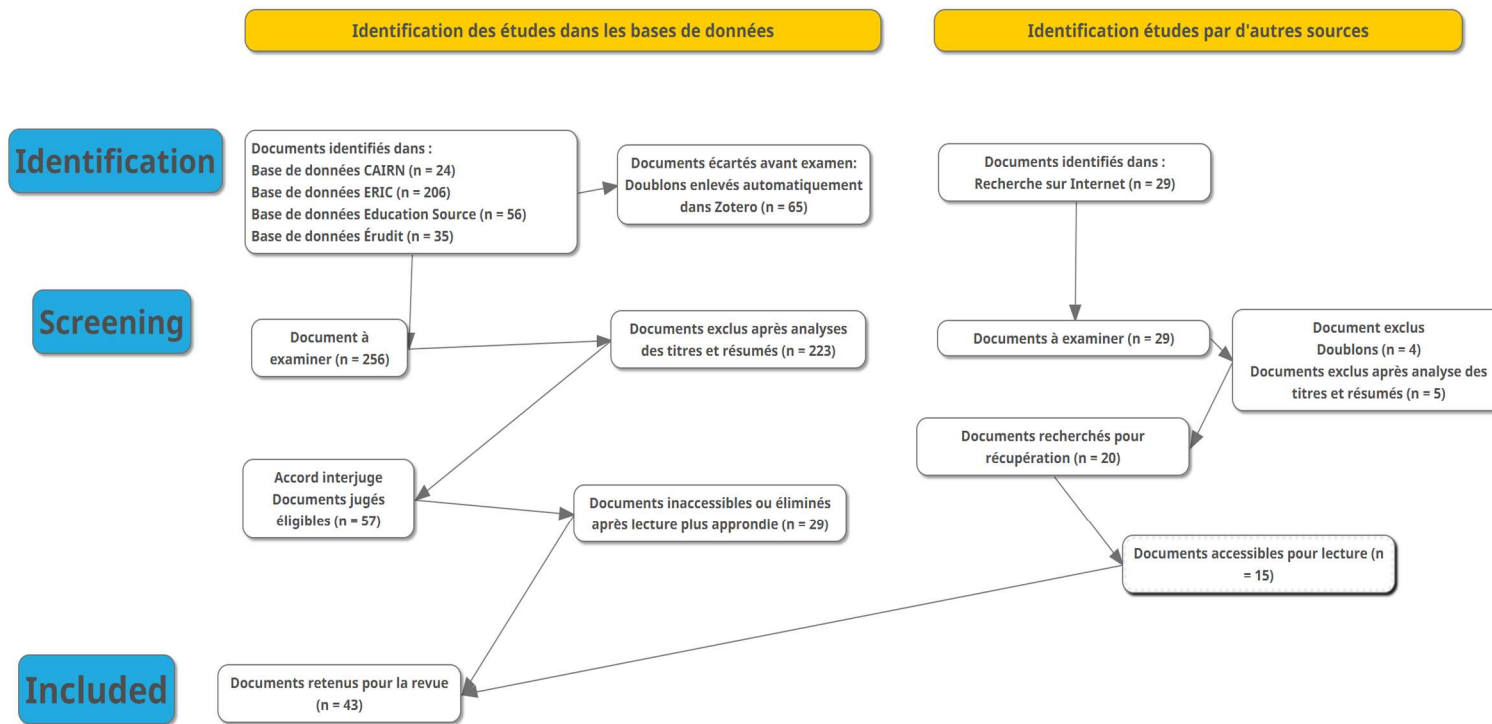 Identification des études dans les bases de données
Identification études par d'autres sources
Identification
Documents identifiés dans :
Base de données CAIRN (n = 24)
Base de données ERIC (n = 206)
Base de données Education Source (n = 56)
Base de données Érudit (n = 35)
Documents écartés avant examen:
Doublons enlevés automatiquement
dans Zotero (n = 65)
Documents identifiés dans :
Recherche sur Internet (n = 29)
Screening
Document à
examiner (n = 256)
Documents exclus après analyses
des titres et résumés (n = 223)
Documents à examiner (n = 29)
Document exclus
Doublons (n = 4)
Documents exclus après analyse des
titres et résumés (n = 5)
Documents recherchés pour
récupération (n = 20)
Accord interjuge
Documents jugés
éligibles (n = 57)
Documents inaccessibles ou éliminés
après lecture plus approndie (n = 29)
Documents accessibles pour lecture (n
= 15)
Included
Documents retenus pour la revue
(n = 43)